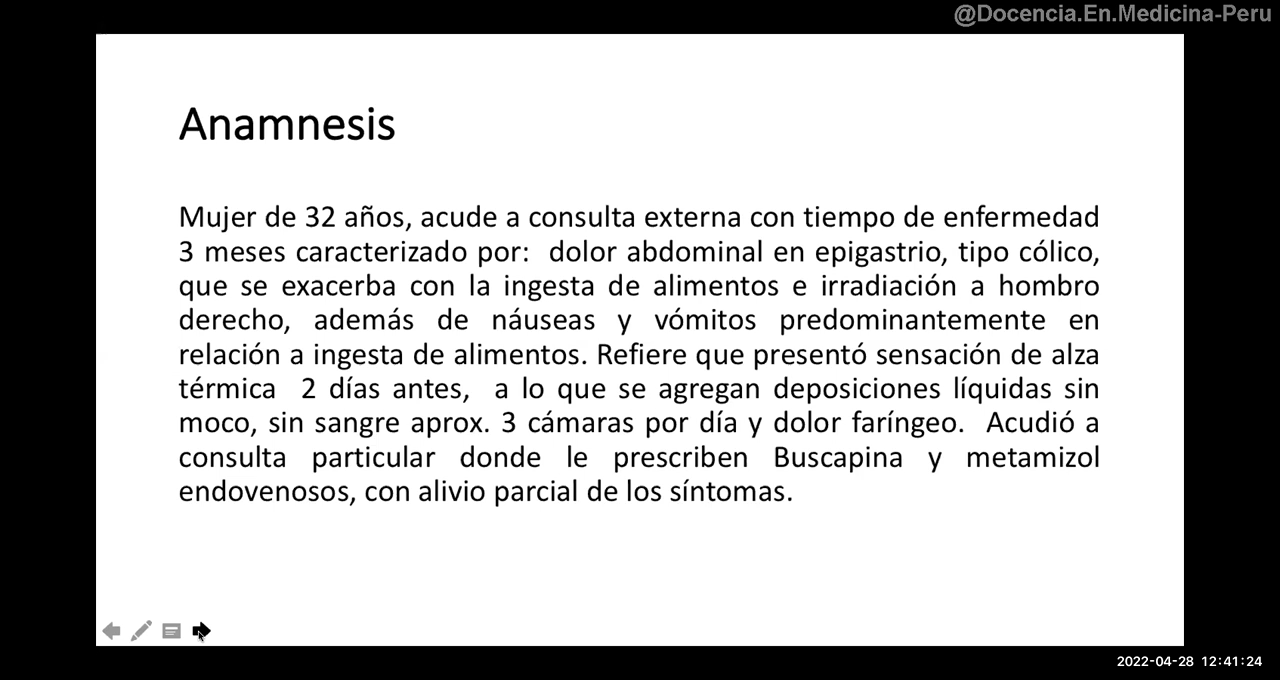 @Docencia.En.Medicina-Peru
Anamnesis
Mujer de 32 años, acude a consulta externa con tiempo de enfermedad
3 meses caracterizado por: dolor abdominal en epigastrio, tipo cólico,
que se exacerba con la ingesta de alimentos e irradiación a hombro
derecho, además de náuseas y vómitos predominantemente en
relación a ingesta de alimentos. Refiere que presentó sensación de alza
térmica 2 días antes, a lo que se agregan deposiciones líquidas sin
moco, sin sangre aprox. 3 cámaras por día y dolor faríngeo. Acudió a
consulta particular donde le prescriben Buscapina y metamizol
endovenosos, con alivio parcial de los síntomas.
2022-04-28 12:41:24